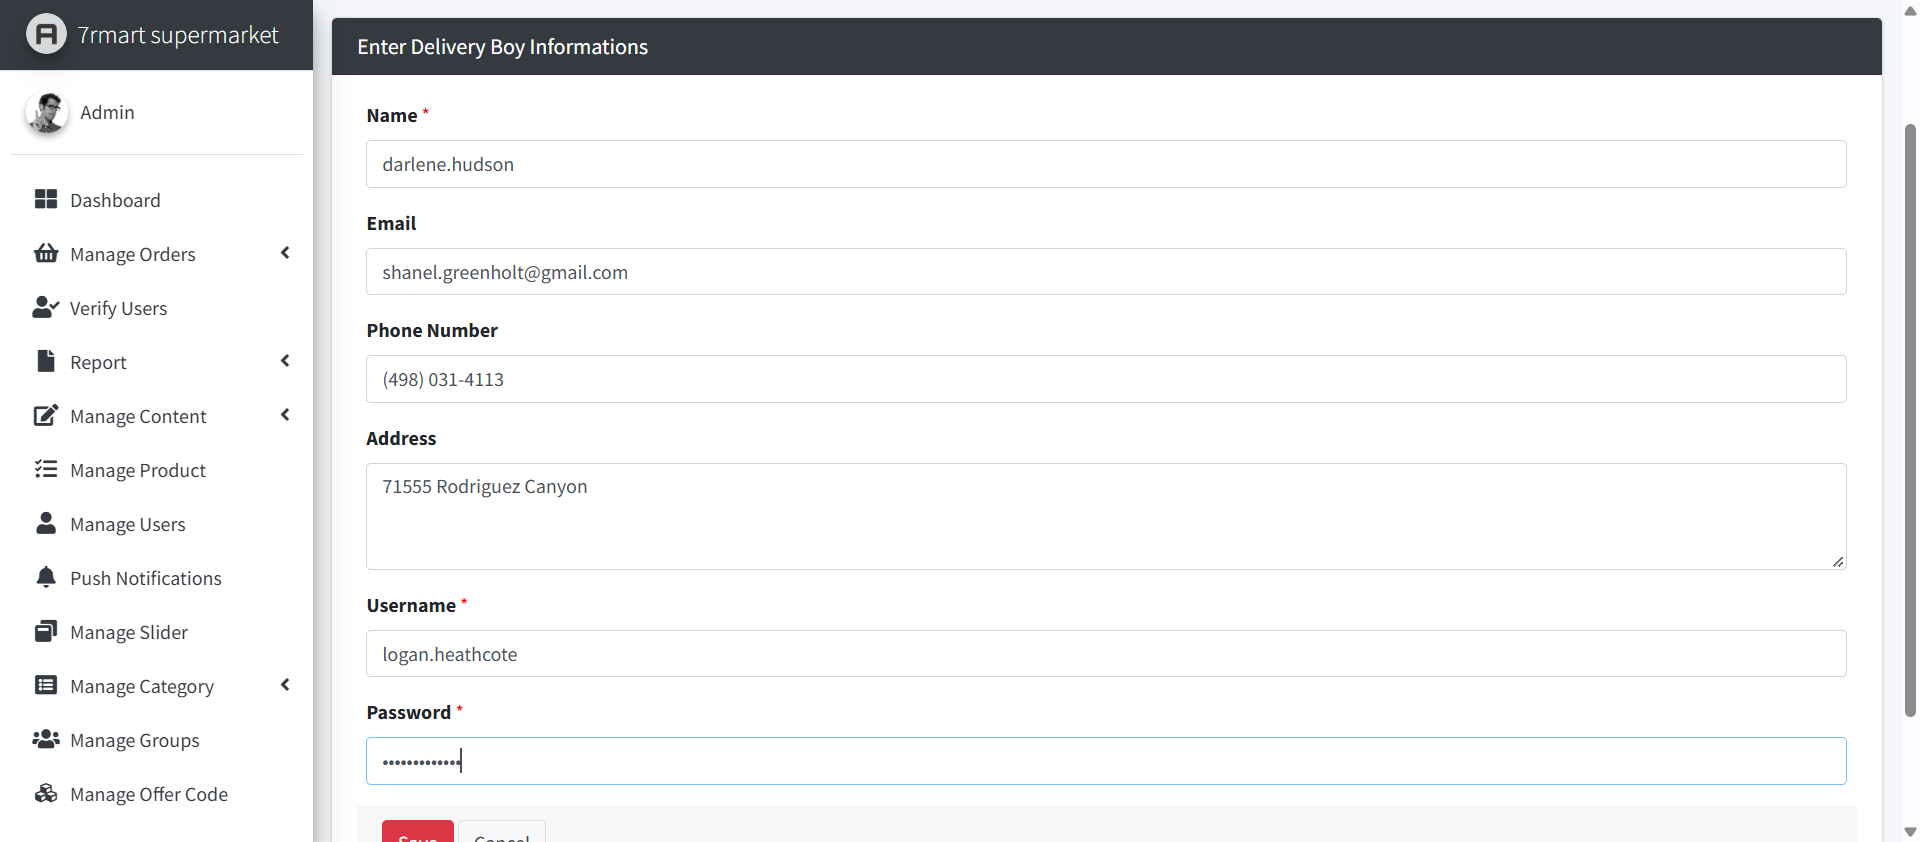 7rmart supermarket
Admin
Dashboard
Manage Orders
Verify Users
Report
Manage Content
Manage Product
Manage Users
Push Notifications
Manage Slider
Manage Category
Manage Groups
Manage Offer Code
Enter Delivery Boy Informations
Name *
darlene.hudson
Email
shanel.greenholt@gmail.com
Phone Number
(498) 031-4113
Address
71555 Rodriguez Canyon
Username *
logan.heathcote
Password *
•••••••••••••
Save Cancel